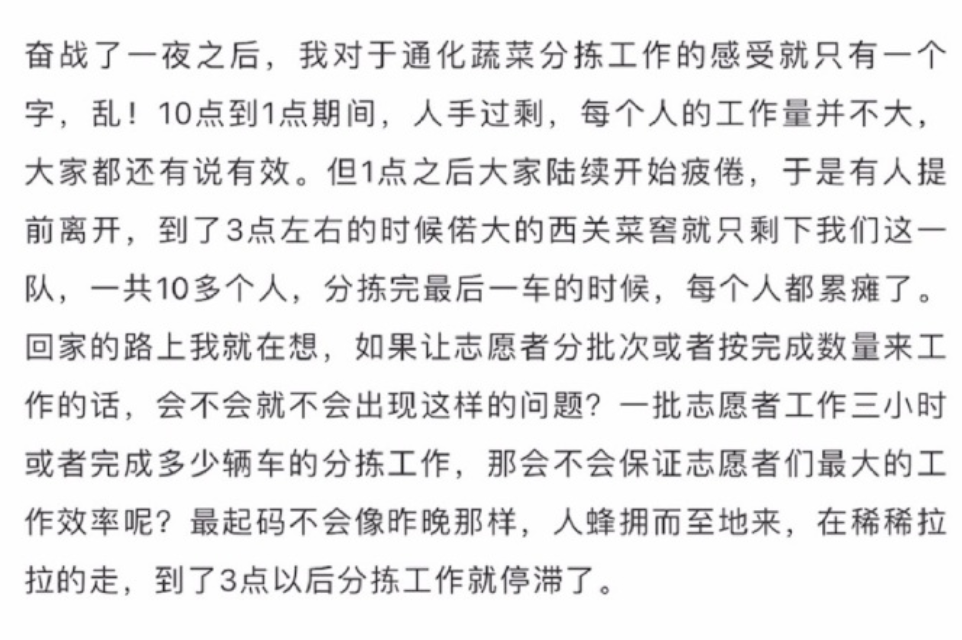 奋战了一夜之后，我对于通化蔬菜分拣工作的感受就只有一个
字，乱！10点到1点期间，人手过剩，每个人的工作量并不大，
大家都还有说有效。但1点之后大家陆续开始疲倦，于是有人提
前离开，到了3点左右的时候偌大的西关菜窖就只剩下我们这一
队，一共10多个人，分拣完最后一车的时候，每个人都累瘫了。
回家的路上我就在想，如果让志愿者分批次或者按完成数量来工
作的话，会不会就不会出现这样的问题？一批志愿者工作三小时
或者完成多少辆车的分拣工作，那会不会保证志愿者们最大的工
作效率呢？最起码不会像昨晚那样，人蜂拥而至地来，在稀稀拉
拉的走，到了3点以后分拣工作就停滞了。